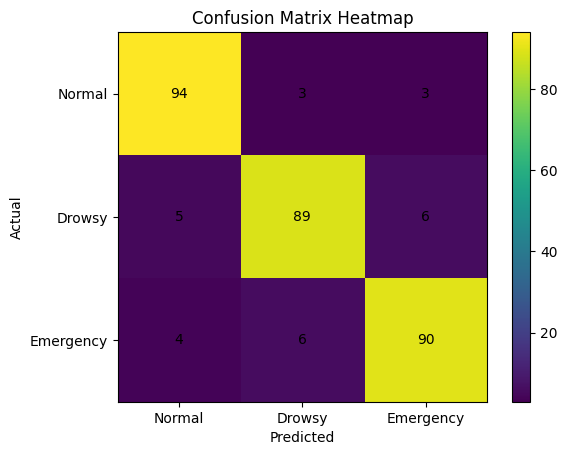 Confusion Matrix Heatmap
Normal 94 3 3
Drowsy 5 89 6
Emergency 4 6 90
Actual
Normal Drowsy Emergency
Predicted
80
60
40
20